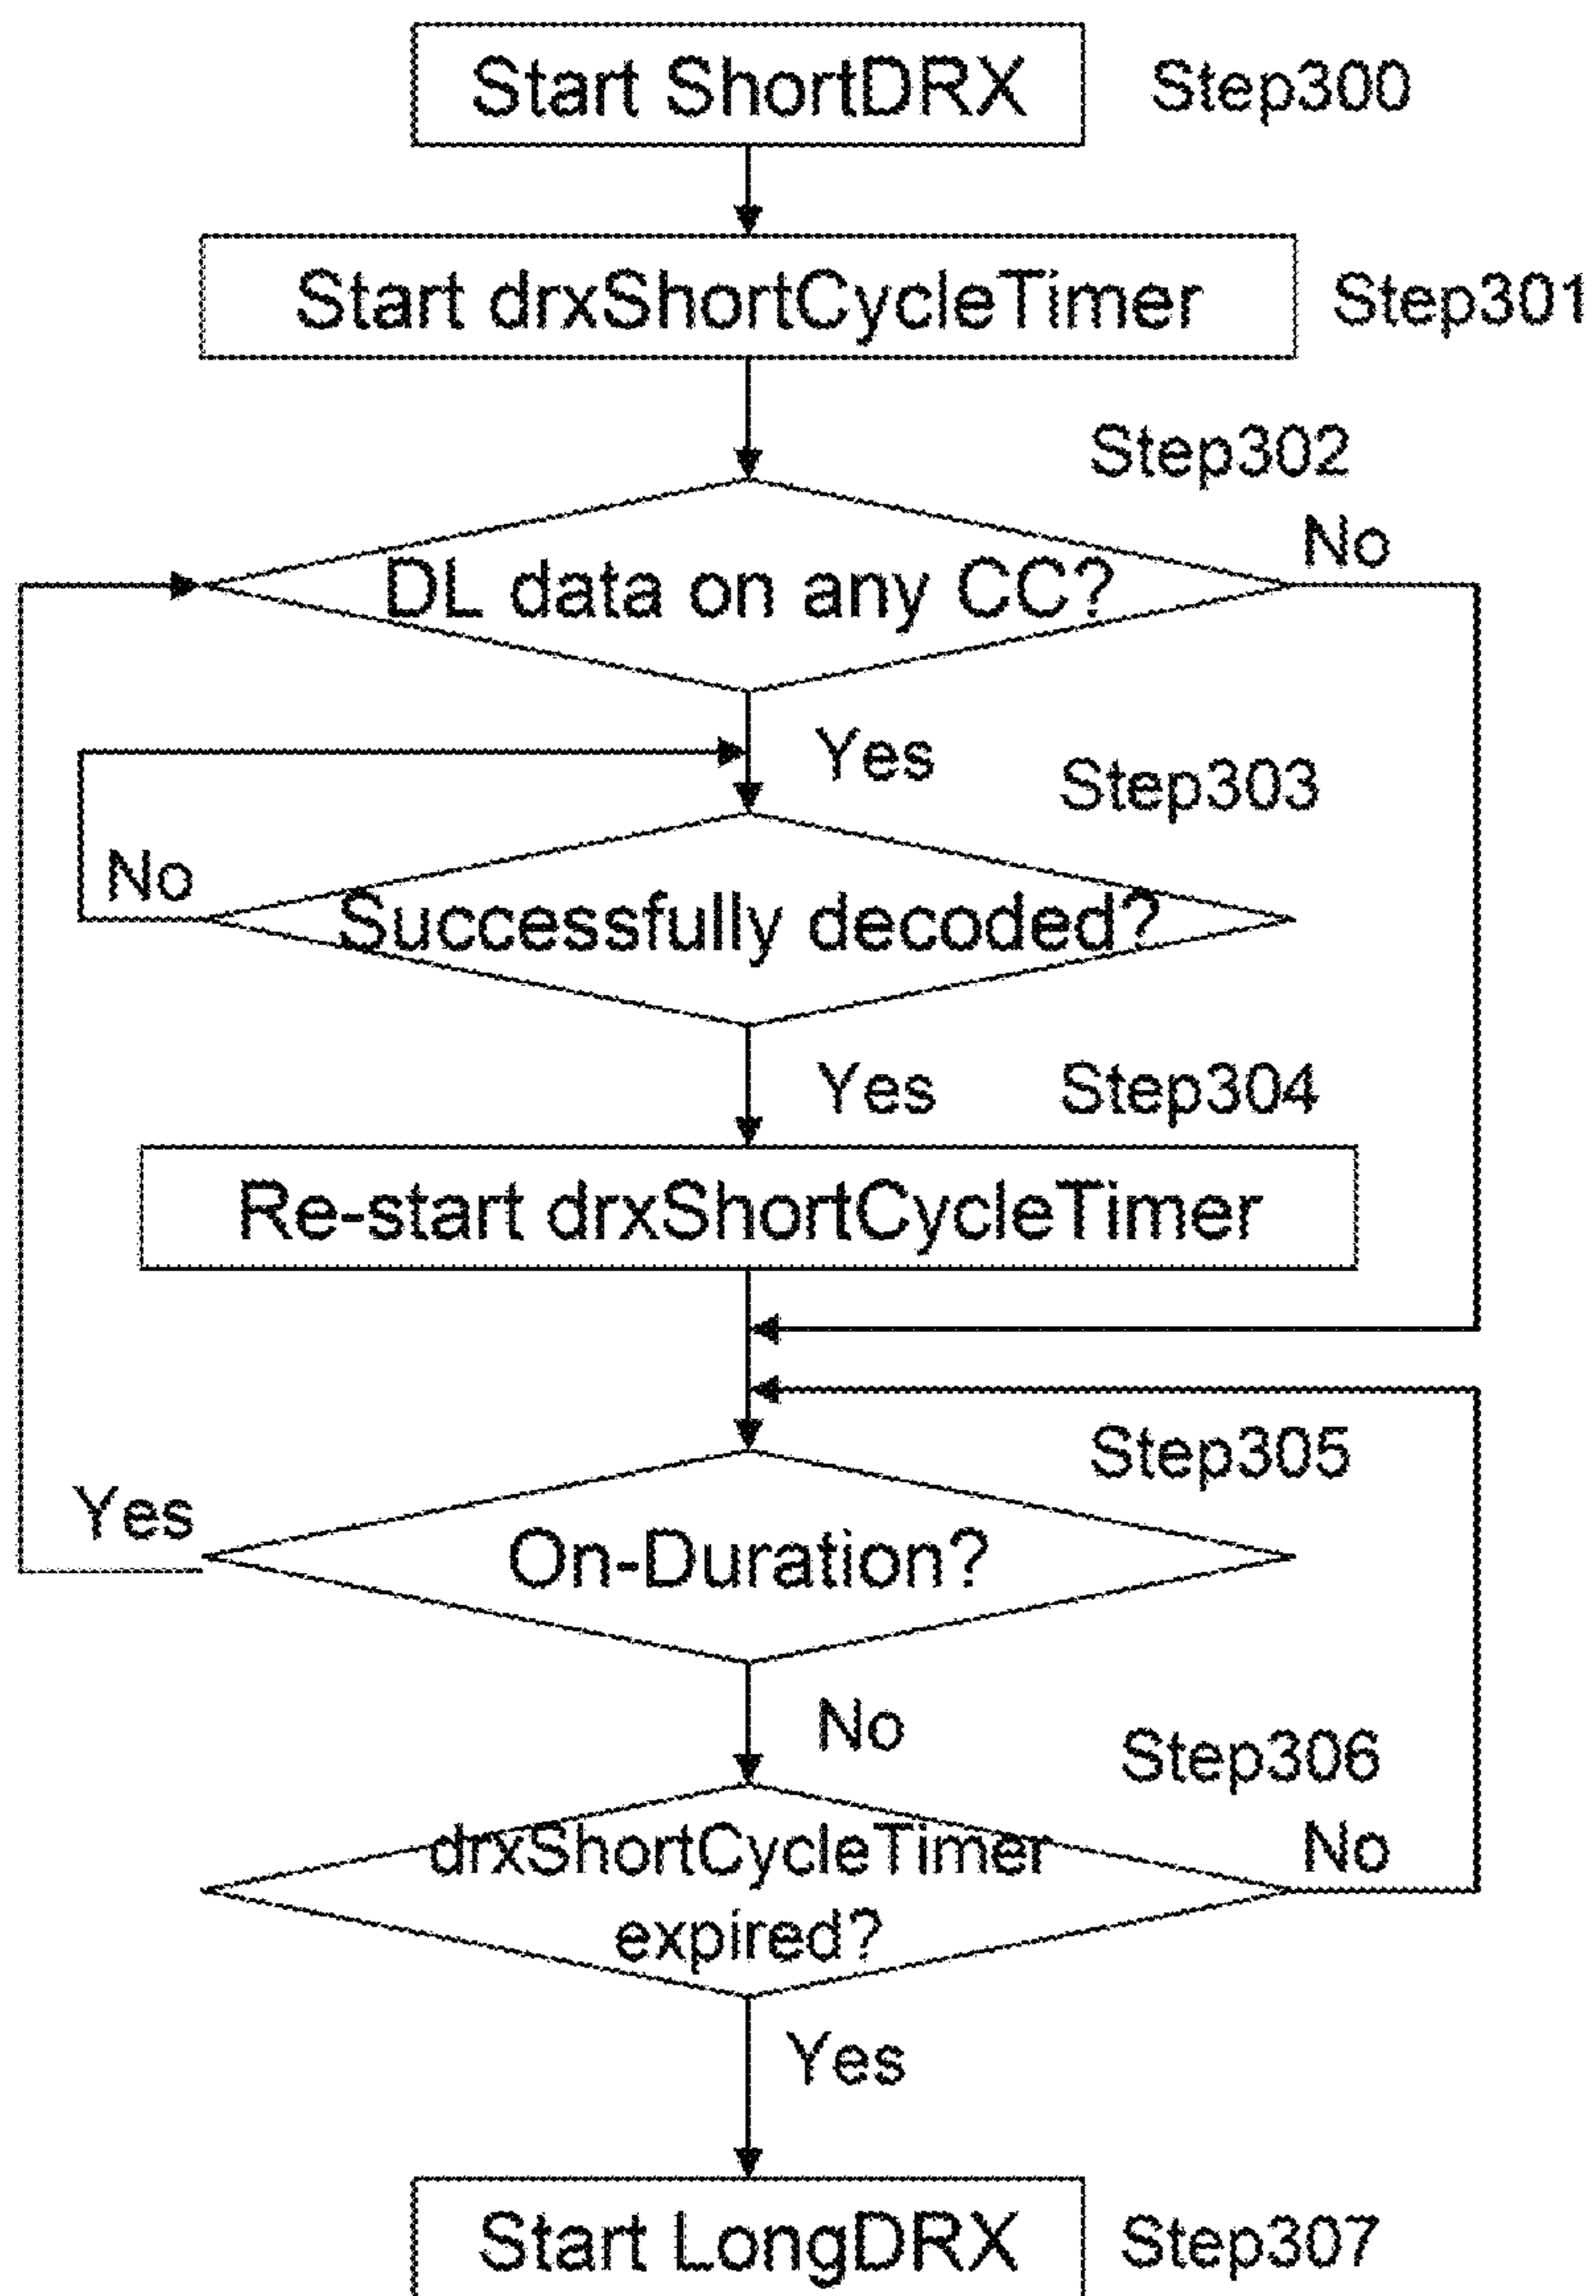 Start ShortDRX Step300
Start drxShortCycleTimer Step301
Step302
DL data on any CC?
No
Yes
Step303
Successfully decoded?
No
Yes
Step304
Re-start drxShortCycleTimer
Step305
On-Duration?
Yes
No
Step306
drxShortCycleTimer
expired?
No
Yes
Start LongDRX Step307